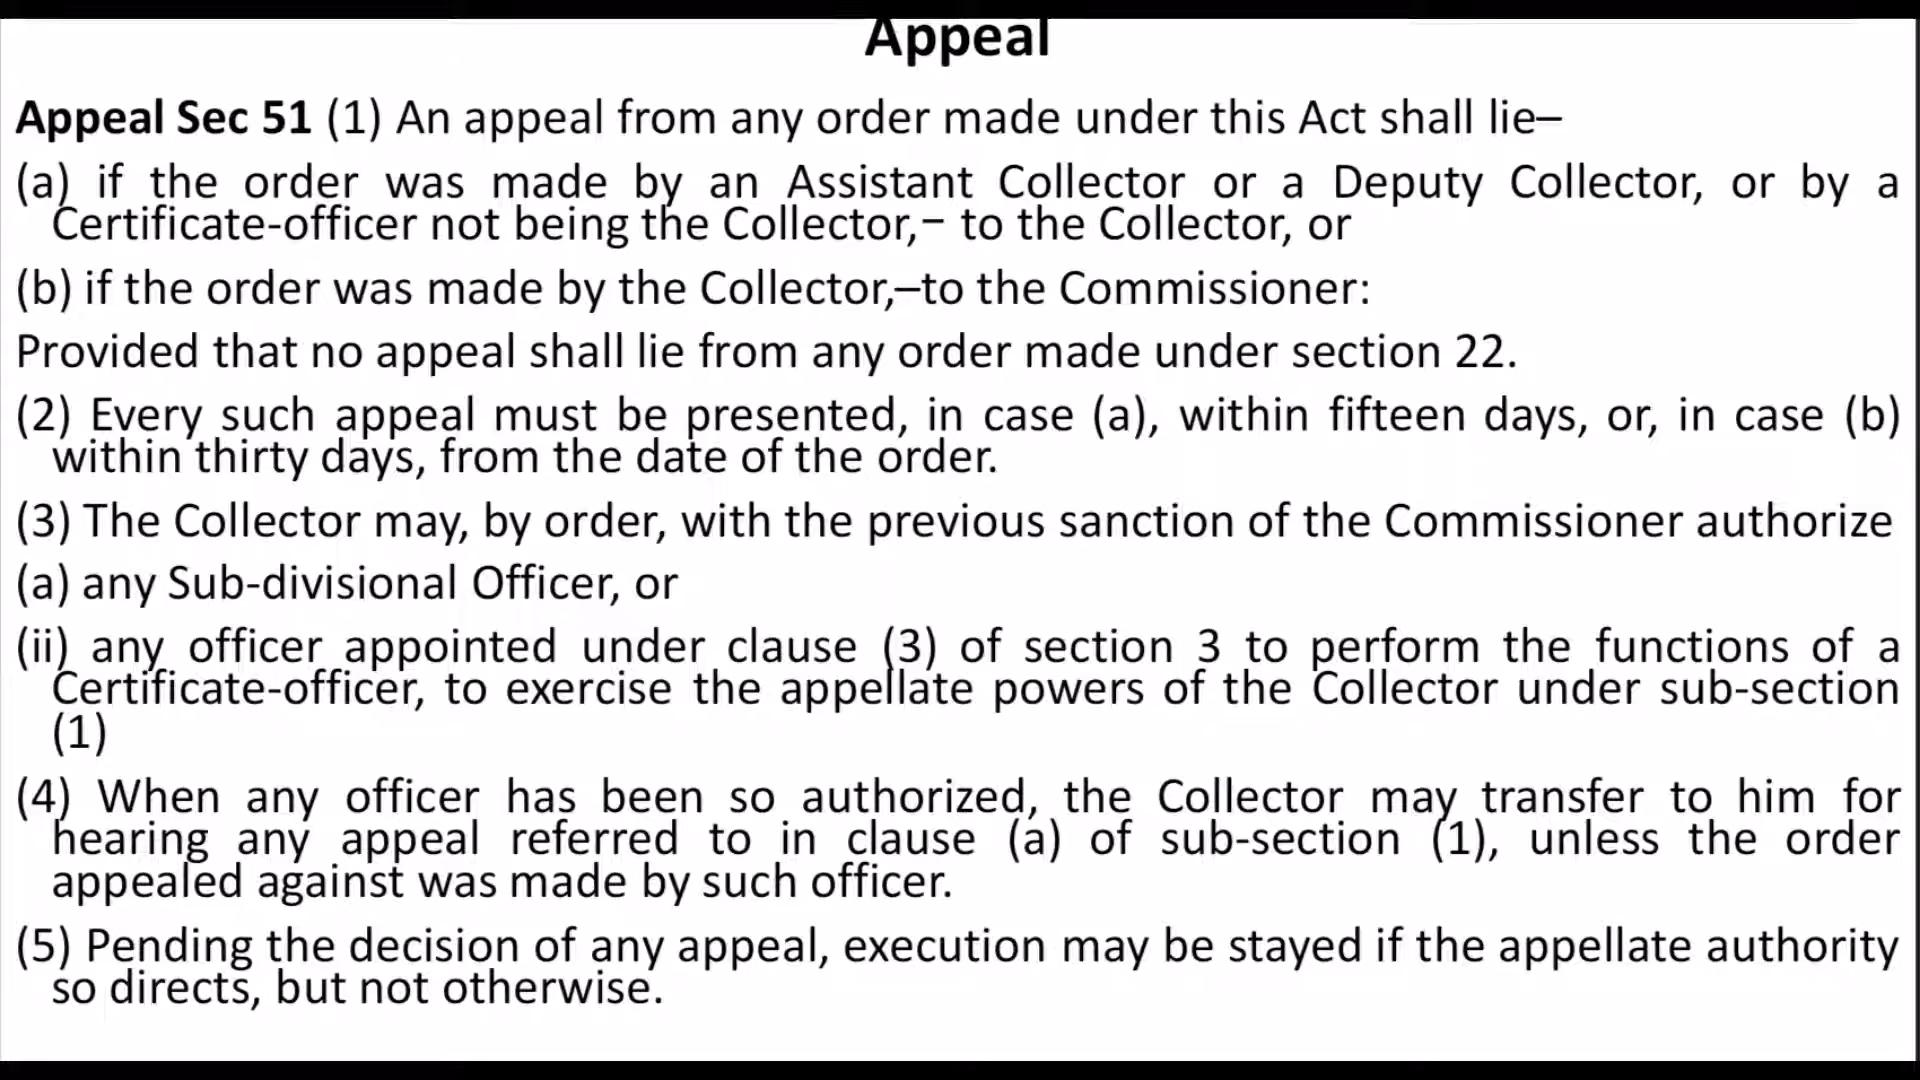 Appeal
Appeal Sec 51 (1) An appeal from any order made under this Act shall lie–
(a) if the order was made by an Assistant Collector or a Deputy Collector, or by a
Certificate-officer not being the Collector,− to the Collector, or
(b) if the order was made by the Collector,–to the Commissioner:
Provided that no appeal shall lie from any order made under section 22.
(2) Every such appeal must be presented, in case (a), within fifteen days, or, in case (b)
within thirty days, from the date of the order.
(3) The Collector may, by order, with the previous sanction of the Commissioner authorize
(a) any Sub-divisional Officer, or
(ii) any officer appointed under clause (3) of section 3 to perform the functions of a
Certificate-officer, to exercise the appellate powers of the Collector under sub-section
(1)
(4) When any officer has been so authorized, the Collector may transfer to him for
hearing any appeal referred to in clause (a) of sub-section (1), unless the order
appealed against was made by such officer.
(5) Pending the decision of any appeal, execution may be stayed if the appellate authority
so directs, but not otherwise.